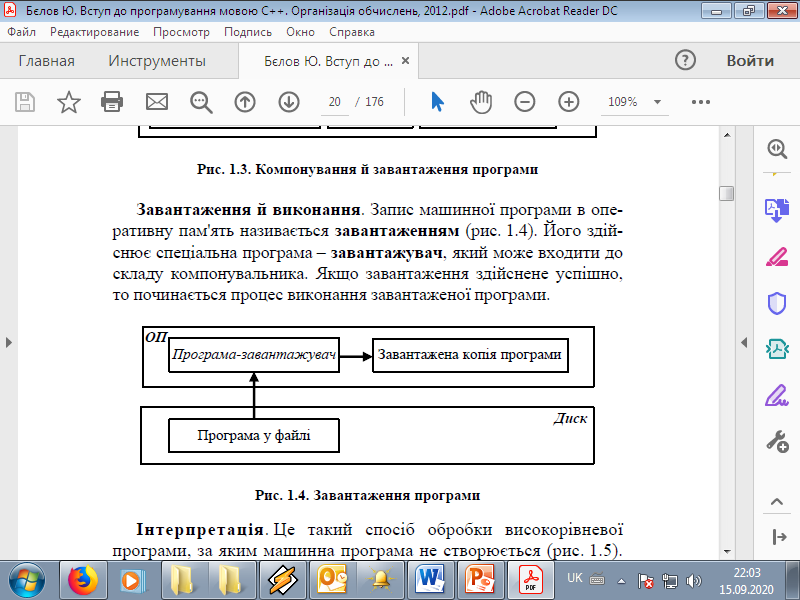 Бєлов Ю. Вступ до програмування мовою C++. Організація обчислень, 2012.pdf - Adobe Acrobat Reader DC
Файл Редактирование Просмотр Подпись Окно Справка
Главная Инструменты Бєлов Ю. Вступ до ... × Войти
20 / 176 109%
Рис. 1.3. Компонування й завантаження програми
Завантаження й виконання. Запис машинної програми в опе-
ративну пам'ять називається завантаженням (рис. 1.4). Його здій-
снює спеціальна програма – завантажувач, який може входити до
складу компонувальника. Якщо завантаження здійснене успішно,
то починається процес виконання завантаженої програми.
ОП
Програма-завантажувач Завантажена копія програми
Диск
Програма у файлі
Рис. 1.4. Завантаження програми
Інтерпретація. Це такий спосіб обробки високорівневої
програми, за яким машинна програма не створюється (рис. 1.5).
UK 22:03
15.09.2020